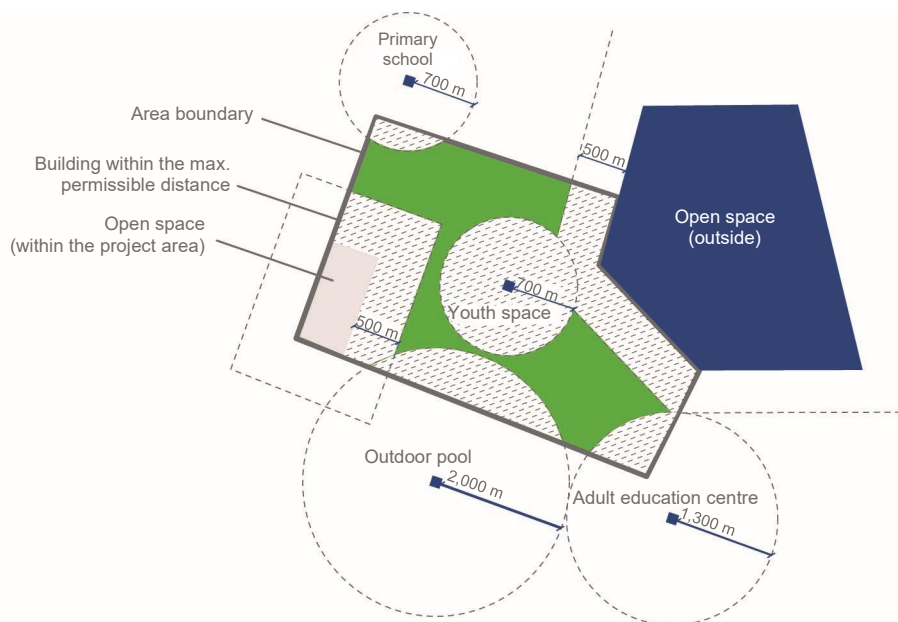 Primary
school
700 m
Area boundary
Building within the max.
permissible distance
Open space
(within the project area)
500 m
Open space
(outside)
700 m
Youth space
500 m
Outdoor pool
2,000 m
Adult education centre
1,300 m